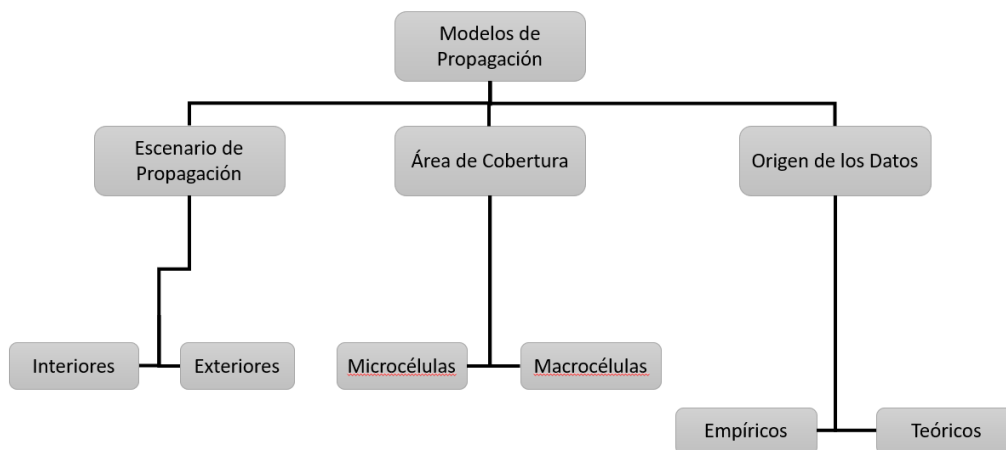 Modelos de
Propagación
Escenario de
Propagación
Área de Cobertura
Origen de los Datos
Interiores
Exteriores
Microcélulas
Macrocélulas
Empíricos
Teóricos